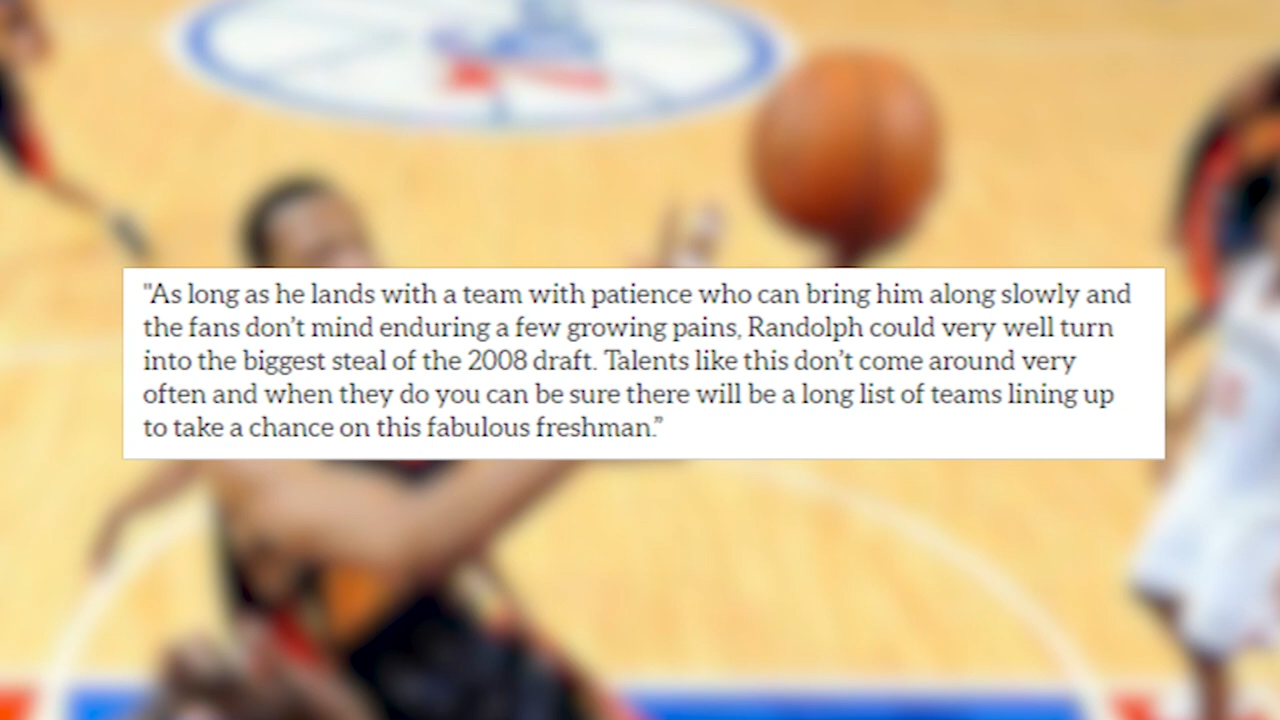 "As long as he lands with a team with patience who can bring him along slowly and
the fans don’t mind enduring a few growing pains, Randolph could very well turn
into the biggest steal of the 2008 draft. Talents like this don’t come around very
often and when they do you can be sure there will be a long list of teams lining up
to take a chance on this fabulous freshman.”